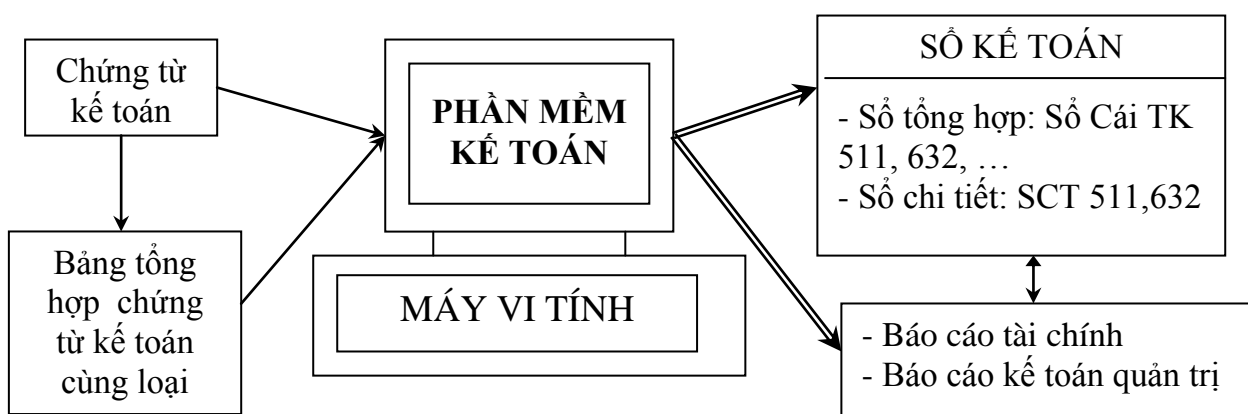 Chứng từ
kế toán
Bảng tổng
hợp chứng
từ kế toán
cùng loại
PHẦN MỀM
KẾ TOÁN
MÁY VI TÍNH
SỔ KẾ TOÁN
- Sổ tổng hợp: Sổ Cái TK
511, 632, …
- Sổ chi tiết: SCT 511,632
- Báo cáo tài chính
- Báo cáo kế toán quản trị